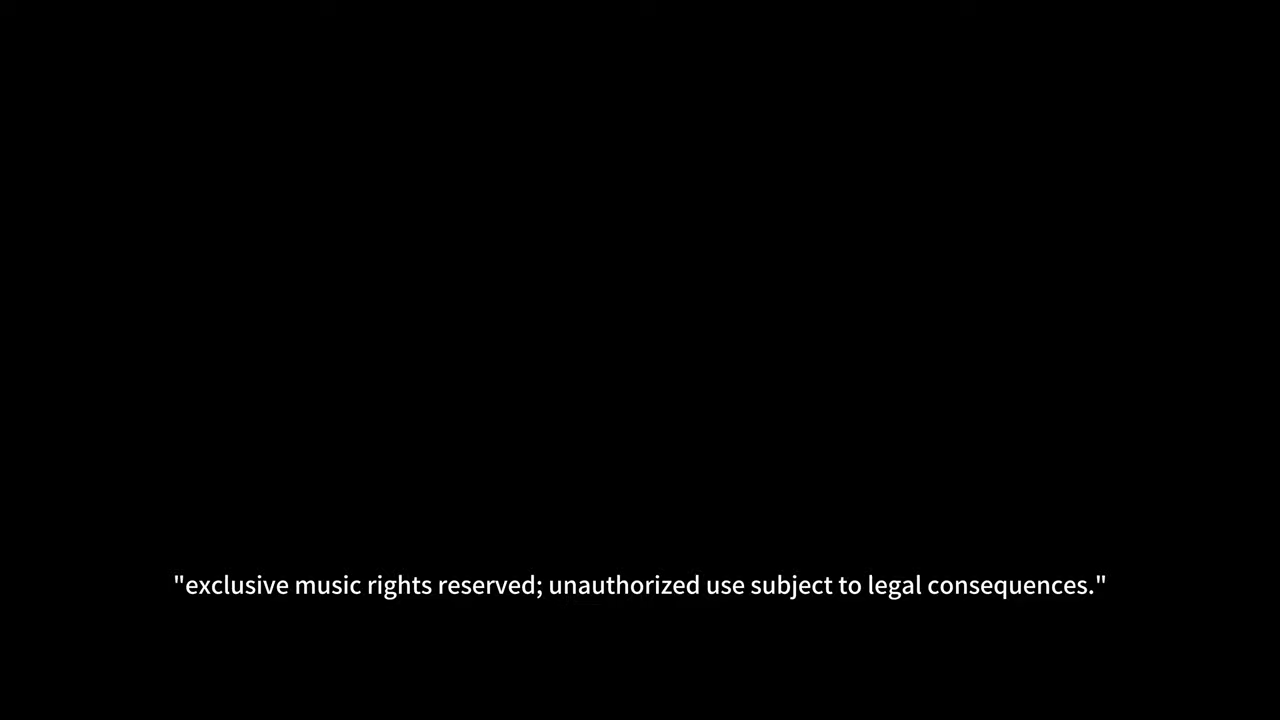 "exclusive music rights reserved; unauthorized use subject to legal consequences."